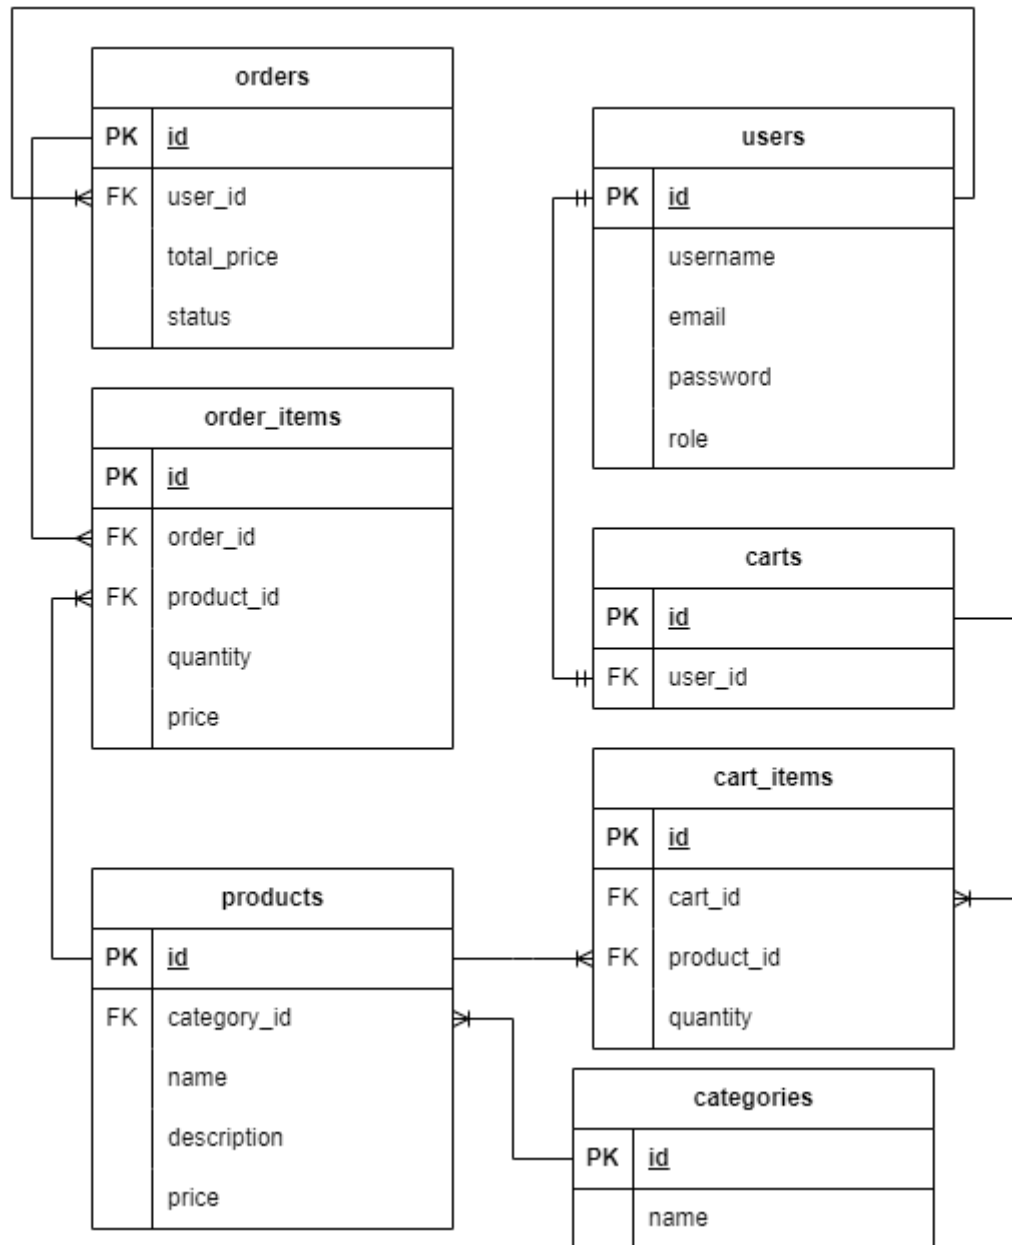 orders
PK id
FK user_id
total_price
status
order_items
PK id
FK order_id
FK product_id
quantity
price
products
PK id
FK category_id
name
description
price
users
PK id
username
email
password
role
carts
PK id
FK user_id
cart_items
PK id
FK cart_id
FK product_id
quantity
categories
PK id
name